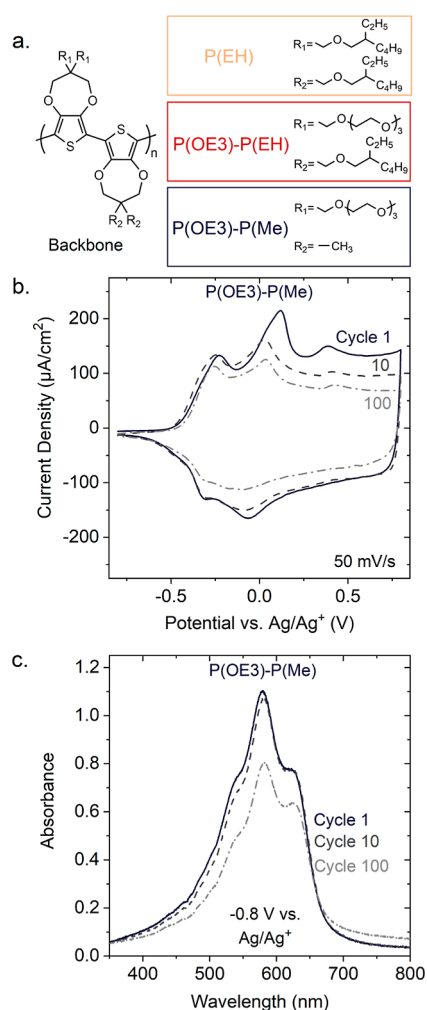 a.
P(EH)
R₁=
O
C₂H₅
C₄H₉
R₂=
O
C₂H₅
C₄H₉
R₁ R₁
O O
S
( )n
S
O O
R₂ R₂
Backbone
P(OE3)-P(EH)
R₁=
O( O)₃
R₂=
O
C₂H₅
C₄H₉
P(OE3)-P(Me)
R₁=
O( O)₃
R₂= —CH₃
b.
P(OE3)-P(Me)
Cycle 1
10
100
200
100
0
-100
-200
Current Density (µA/cm²)
50 mV/s
-0.5 0.0 0.5
Potential vs. Ag/Ag⁺ (V)
c.
P(OE3)-P(Me)
1.2
1.0
0.8
0.6
0.4
0.2
0.0
Absorbance
Cycle 1
Cycle 10
Cycle 100
-0.8 V vs.
Ag/Ag⁺
400 500 600 700 800
Wavelength (nm)